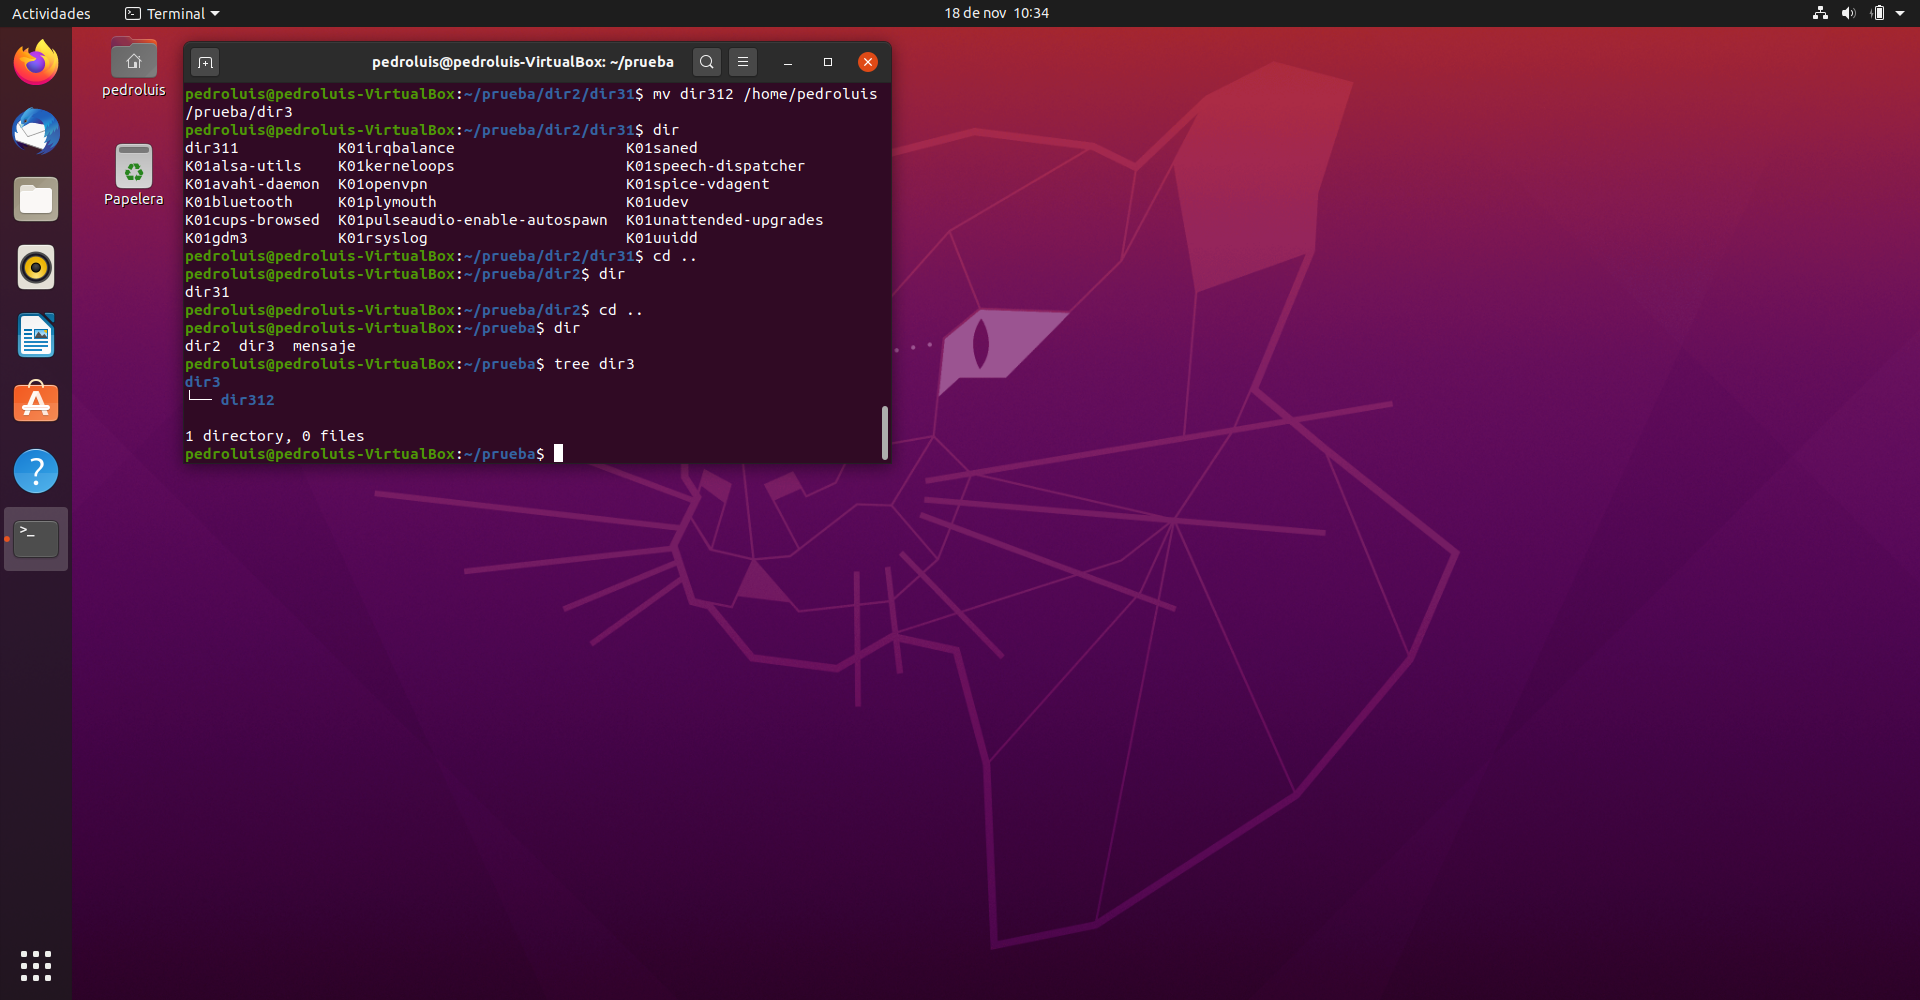 Actividades
Terminal
18 de nov 10:34
pedroluis
Papelera
pedroluis@pedroluis-VirtualBox: ~/prueba
pedroluis@pedroluis-VirtualBox:~/prueba/dir2/dir31$ mv dir312 /home/pedroluis
/prueba/dir3
pedroluis@pedroluis-VirtualBox:~/prueba/dir2/dir31$ dir
dir311 K01irqbalance K01saned
K01alsa-utils K01kerneloops K01speech-dispatcher
K01avahi-daemon K01openvpn K01spice-vdagent
K01bluetooth K01plymouth K01udev
K01cups-browsed K01pulseaudio-enable-autospawn K01unattended-upgrades
K01gdm3 K01rsyslog K01uuidd
pedroluis@pedroluis-VirtualBox:~/prueba/dir2/dir31$ cd ..
pedroluis@pedroluis-VirtualBox:~/prueba/dir2$ dir
dir31
pedroluis@pedroluis-VirtualBox:~/prueba/dir2$ cd ..
pedroluis@pedroluis-VirtualBox:~/prueba$ dir
dir2 dir3 mensaje
pedroluis@pedroluis-VirtualBox:~/prueba$ tree dir3
dir3
└── dir312
1 directory, 0 files
pedroluis@pedroluis-VirtualBox:~/prueba$